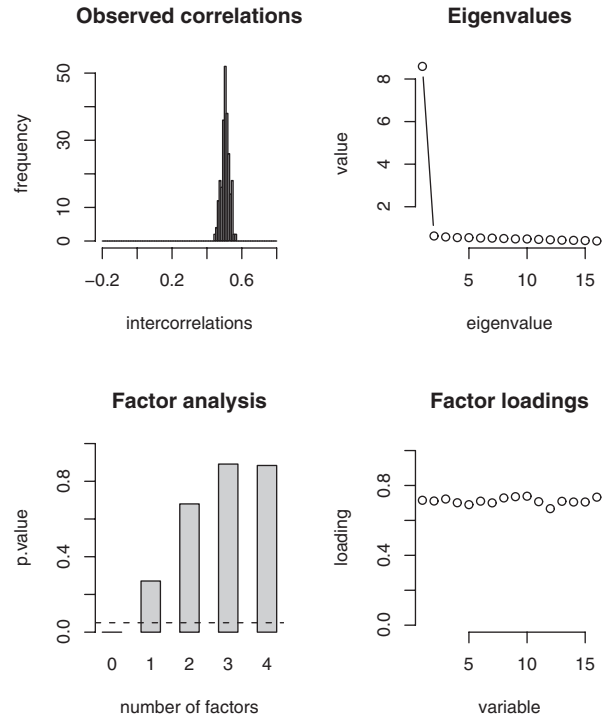 Observed correlations
frequency
50
30
10
0
−0.2
0.2
0.6
intercorrelations
Eigenvalues
value
8
6
4
2
5
10
15
eigenvalue
Factor analysis
p.value
0.8
0.4
0.0
0
1
2
3
4
number of factors
Factor loadings
loading
0.8
0.4
0.0
5
10
15
variable